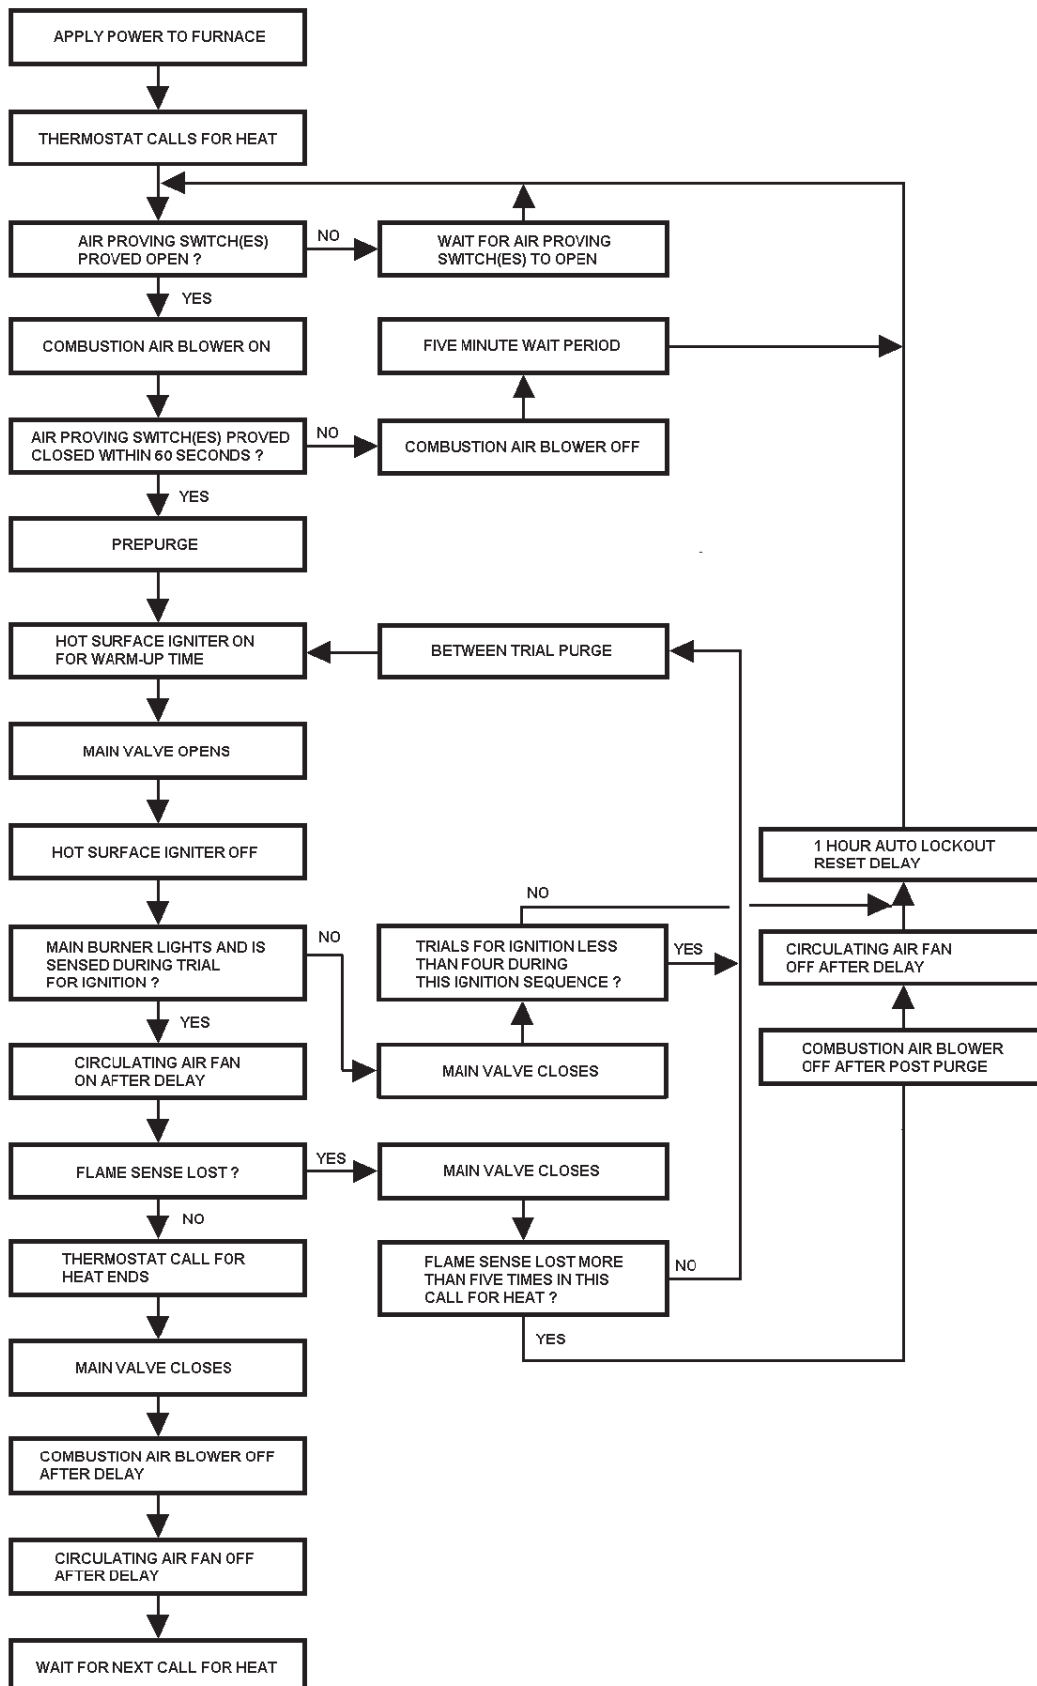 APPLY POWER TO FURNACE
THERMOSTAT CALLS FOR HEAT
AIR PROVING SWITCH(ES)
PROVED OPEN ?
NO
WAIT FOR AIR PROVING
SWITCH(ES) TO OPEN
YES
COMBUSTION AIR BLOWER ON
FIVE MINUTE WAIT PERIOD
AIR PROVING SWITCH(ES) PROVED
CLOSED WITHIN 60 SECONDS ?
NO
COMBUSTION AIR BLOWER OFF
YES
PREPURGE
HOT SURFACE IGNITER ON
FOR WARM-UP TIME
BETWEEN TRIAL PURGE
MAIN VALVE OPENS
HOT SURFACE IGNITER OFF
1 HOUR AUTO LOCKOUT
RESET DELAY
NO
MAIN BURNER LIGHTS AND IS
SENSED DURING TRIAL
FOR IGNITION ?
NO
TRIALS FOR IGNITION LESS
THAN FOUR DURING
THIS IGNITION SEQUENCE ?
YES
CIRCULATING AIR FAN
OFF AFTER DELAY
YES
CIRCULATING AIR FAN
ON AFTER DELAY
MAIN VALVE CLOSES
COMBUSTION AIR BLOWER
OFF AFTER POST PURGE
FLAME SENSE LOST ?
YES
MAIN VALVE CLOSES
NO
THERMOSTAT CALL FOR
HEAT ENDS
FLAME SENSE LOST MORE
THAN FIVE TIMES IN THIS
CALL FOR HEAT ?
NO
YES
MAIN VALVE CLOSES
COMBUSTION AIR BLOWER OFF
AFTER DELAY
CIRCULATING AIR FAN OFF
AFTER DELAY
WAIT FOR NEXT CALL FOR HEAT